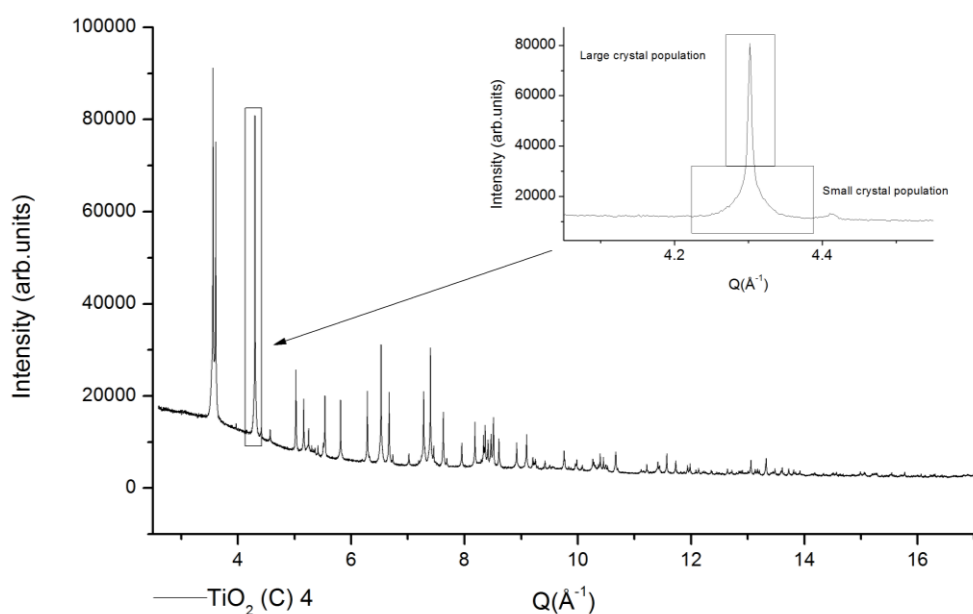 100000
80000
60000
40000
20000
0
Intensity (arb.units)
4 6 8 10 12 14 16
Q(Å⁻¹)
TiO₂ (C) 4
80000
60000
40000
20000
Intensity (arb.units)
Large crystal population
Small crystal population
4.2 4.4
Q(Å⁻¹)